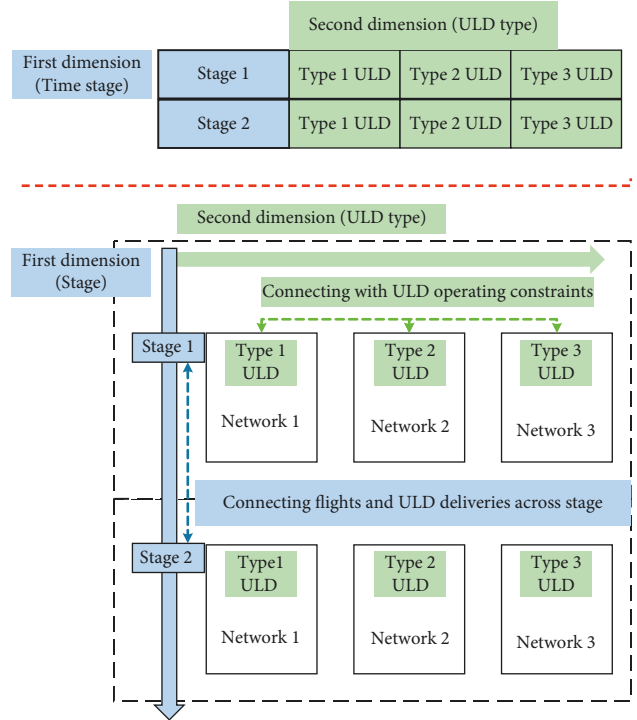 Second dimension (ULD type)
First dimension
(Time stage)
Stage 1
Type 1 ULD
Type 2 ULD
Type 3 ULD
Stage 2
Type 1 ULD
Type 2 ULD
Type 3 ULD
Second dimension (ULD type)
First dimension
(Stage)
Connecting with ULD operating constraints
Stage 1
Type 1
ULD
Network 1
Type 2
ULD
Network 2
Type 3
ULD
Network 3
Connecting flights and ULD deliveries across stage
Stage 2
Type1
ULD
Network 1
Type 2
ULD
Network 2
Type 3
ULD
Network 3